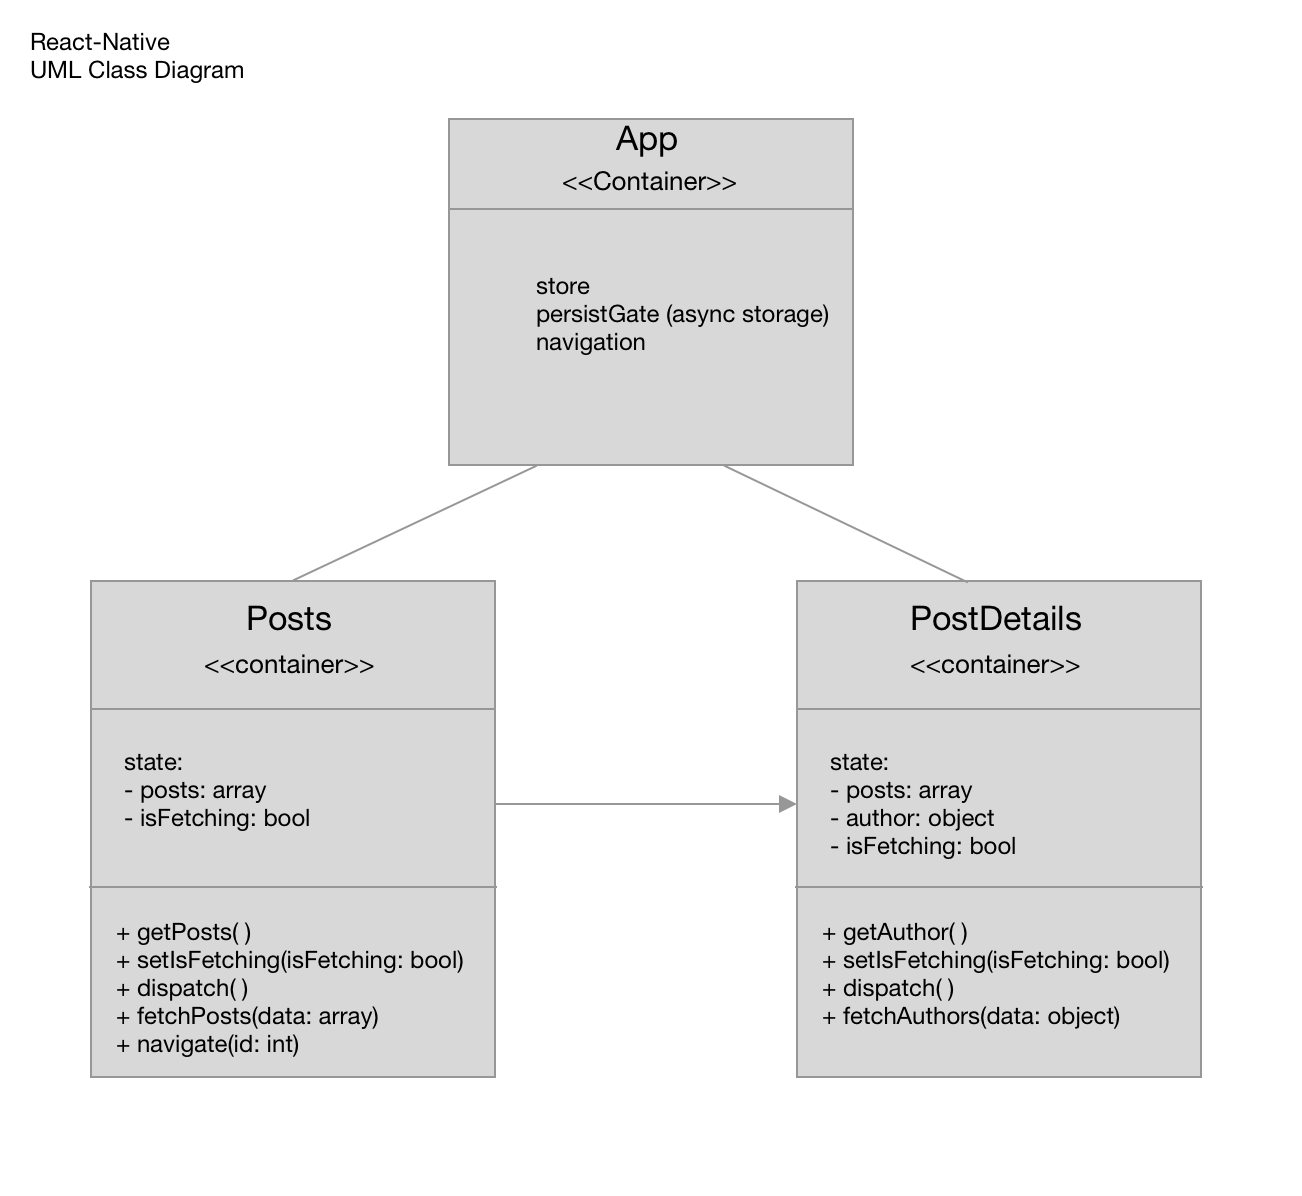 React-Native
UML Class Diagram
App
<<Container>>
store
persistGate (async storage)
navigation
Posts
<<container>>
state:
- posts: array
- isFetching: bool
+ getPosts( )
+ setIsFetching(isFetching: bool)
+ dispatch( )
+ fetchPosts(data: array)
+ navigate(id: int)
PostDetails
<<container>>
state:
- posts: array
- author: object
- isFetching: bool
+ getAuthor( )
+ setIsFetching(isFetching: bool)
+ dispatch( )
+ fetchAuthors(data: object)